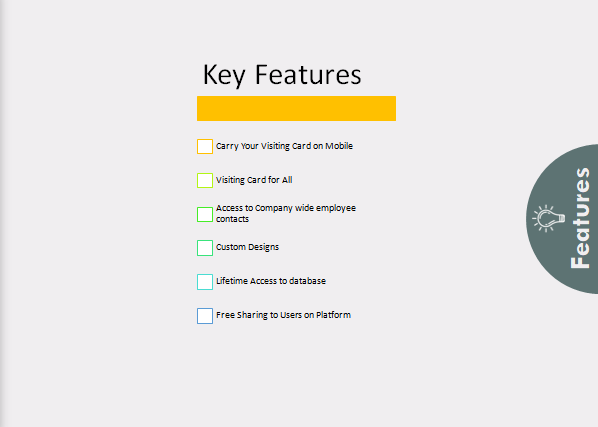 Key Features
Carry Your Visiting Card on Mobile
Visiting Card for All
Access to Company wide employee
contacts
Custom Designs
Lifetime Access to database
Free Sharing to Users on Platform
Features